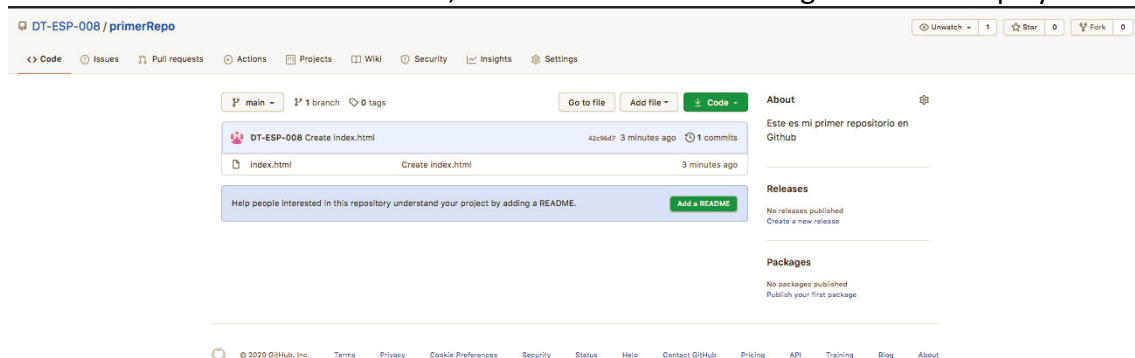 DT-ESP-008 / primerRepo
Unwatch 1 Star 0 Fork 0
Code Issues Pull requests Actions Projects Wiki Security Insights Settings
main 1 branch 0 tags Go to file Add file Code
About
Este es mi primer repositorio en
Github
DT-ESP-008 Create index.html 42c96d7 3 minutes ago 1 commits
index.html Create index.html 3 minutes ago
Help people interested in this repository understand your project by adding a README. Add a README
Releases
No releases published
Create a new release
Packages
No packages published
Publish your first package
© 2020 GitHub, Inc. Terms Privacy Cookie Preferences Security Status Help Contact GitHub Pricing API Training Blog About